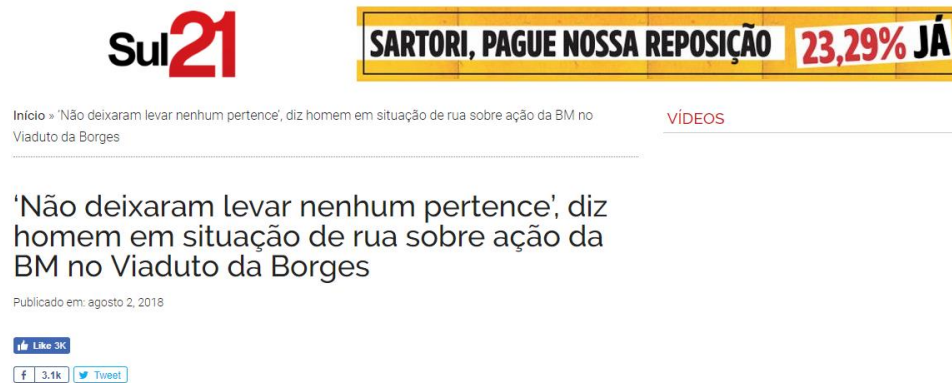 Sul21
SARTORI, PAGUE NOSSA REPOSIÇÃO 23,29% JÁ
Início » 'Não deixaram levar nenhum pertence', diz homem em situação de rua sobre ação da BM no
Viaduto da Borges
VÍDEOS
'Não deixaram levar nenhum pertence', diz
homem em situação de rua sobre ação da
BM no Viaduto da Borges
Publicado em: agosto 2, 2018
Like 3K
f 3.1k Tweet